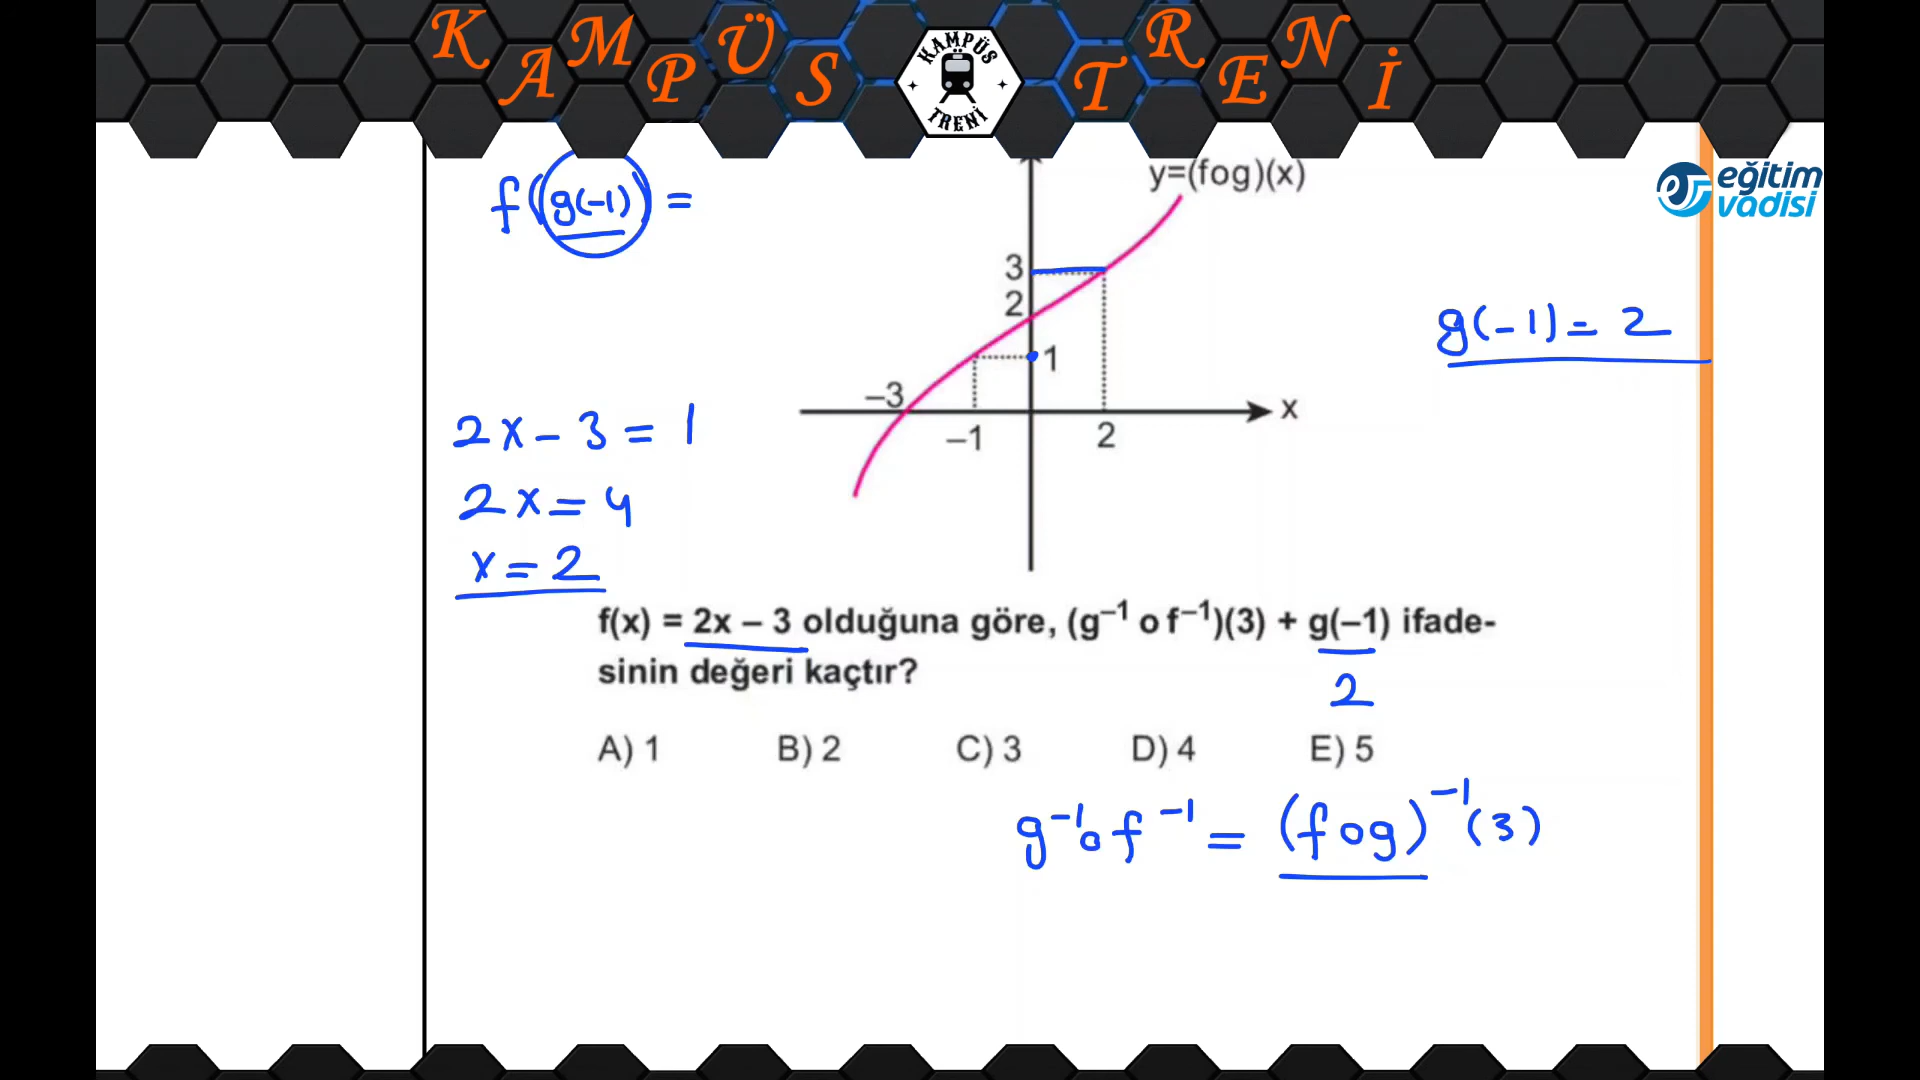 KAMPÜS TRENİ
KAMPÜS
TRENİ
eğitim
vadisi
f(g(-1)) =
y=(fog)(x)
3
2
1
-3
-1
2
x
g(-1) = 2
2x - 3 = 1
2x = 4
x = 2
f(x) = 2x – 3 olduğuna göre, (g⁻¹ o f⁻¹)(3) + g(–1) ifade-
sinin değeri kaçtır?
2
A) 1 B) 2 C) 3 D) 4 E) 5
g⁻¹of⁻¹ = (fog)⁻¹(3)